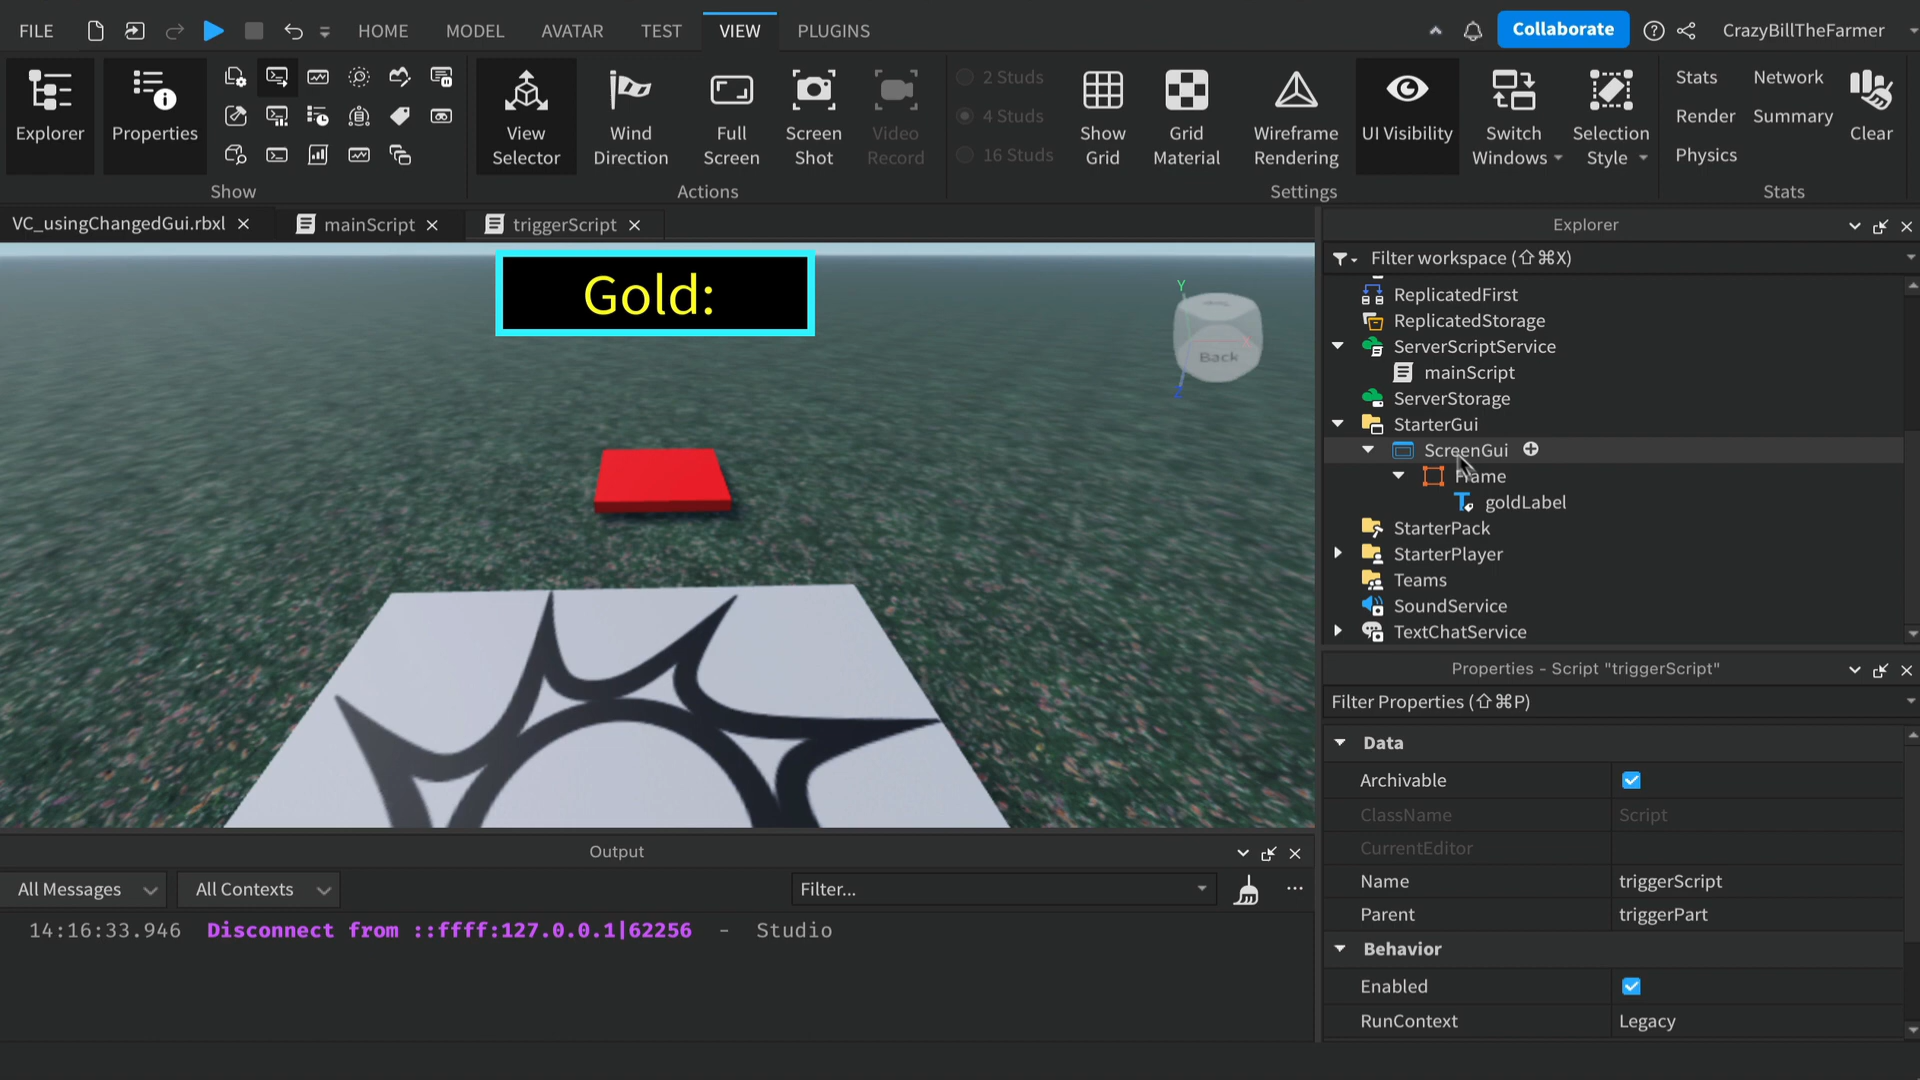 FILE
HOME
MODEL
AVATAR
TEST
VIEW
PLUGINS
Collaborate
CrazyBillTheFarmer
Explorer
Properties
Show
View
Selector
Wind
Direction
Full
Screen
Screen
Shot
Video
Record
Actions
2 Studs
4 Studs
16 Studs
Show
Grid
Grid
Material
Wireframe
Rendering
UI Visibility
Switch
Windows
Selection
Style
Settings
Stats
Network
Render
Summary
Physics
Clear
Stats
VC_usingChangedGui.rbxl
mainScript
triggerScript
Gold:
Y
X
Z
Back
Explorer
Filter workspace (⇧⌘X)
ReplicatedFirst
ReplicatedStorage
ServerScriptService
mainScript
ServerStorage
StarterGui
ScreenGui
Frame
goldLabel
StarterPack
StarterPlayer
Teams
SoundService
TextChatService
Properties - Script "triggerScript"
Filter Properties (⇧⌘P)
Data
Archivable
ClassName Script
CurrentEditor
Name triggerScript
Parent triggerPart
Behavior
Enabled
RunContext Legacy
Output
All Messages
All Contexts
Filter...
14:16:33.946 Disconnect from ::ffff:127.0.0.1|62256 - Studio